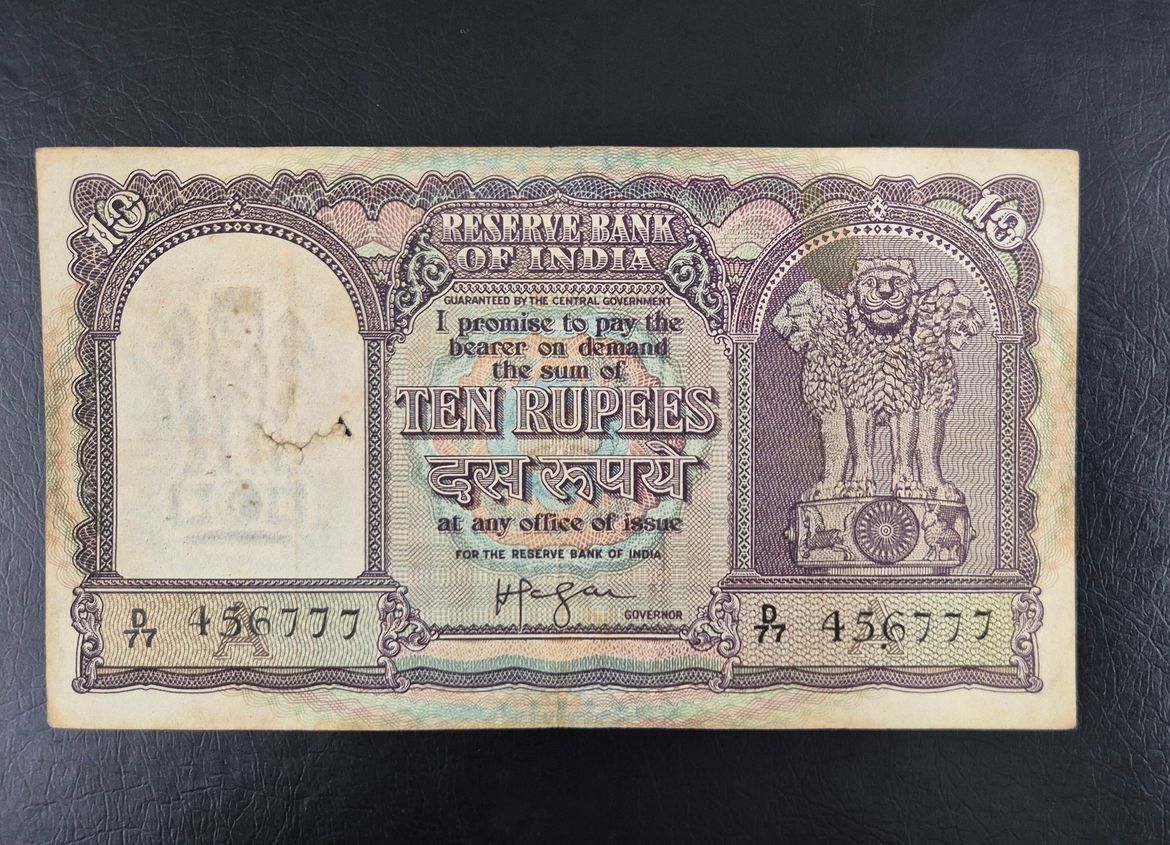 10
10
RESERVE BANK
OF INDIA
GUARANTEED BY THE CENTRAL GOVERNMENT
I promise to pay the
bearer on demand
the sum of
TEN RUPEES
दस रूपये
at any office of issue
FOR THE RESERVE BANK OF INDIA
GOVERNOR
D/77 456777
A
D/77 456777
A